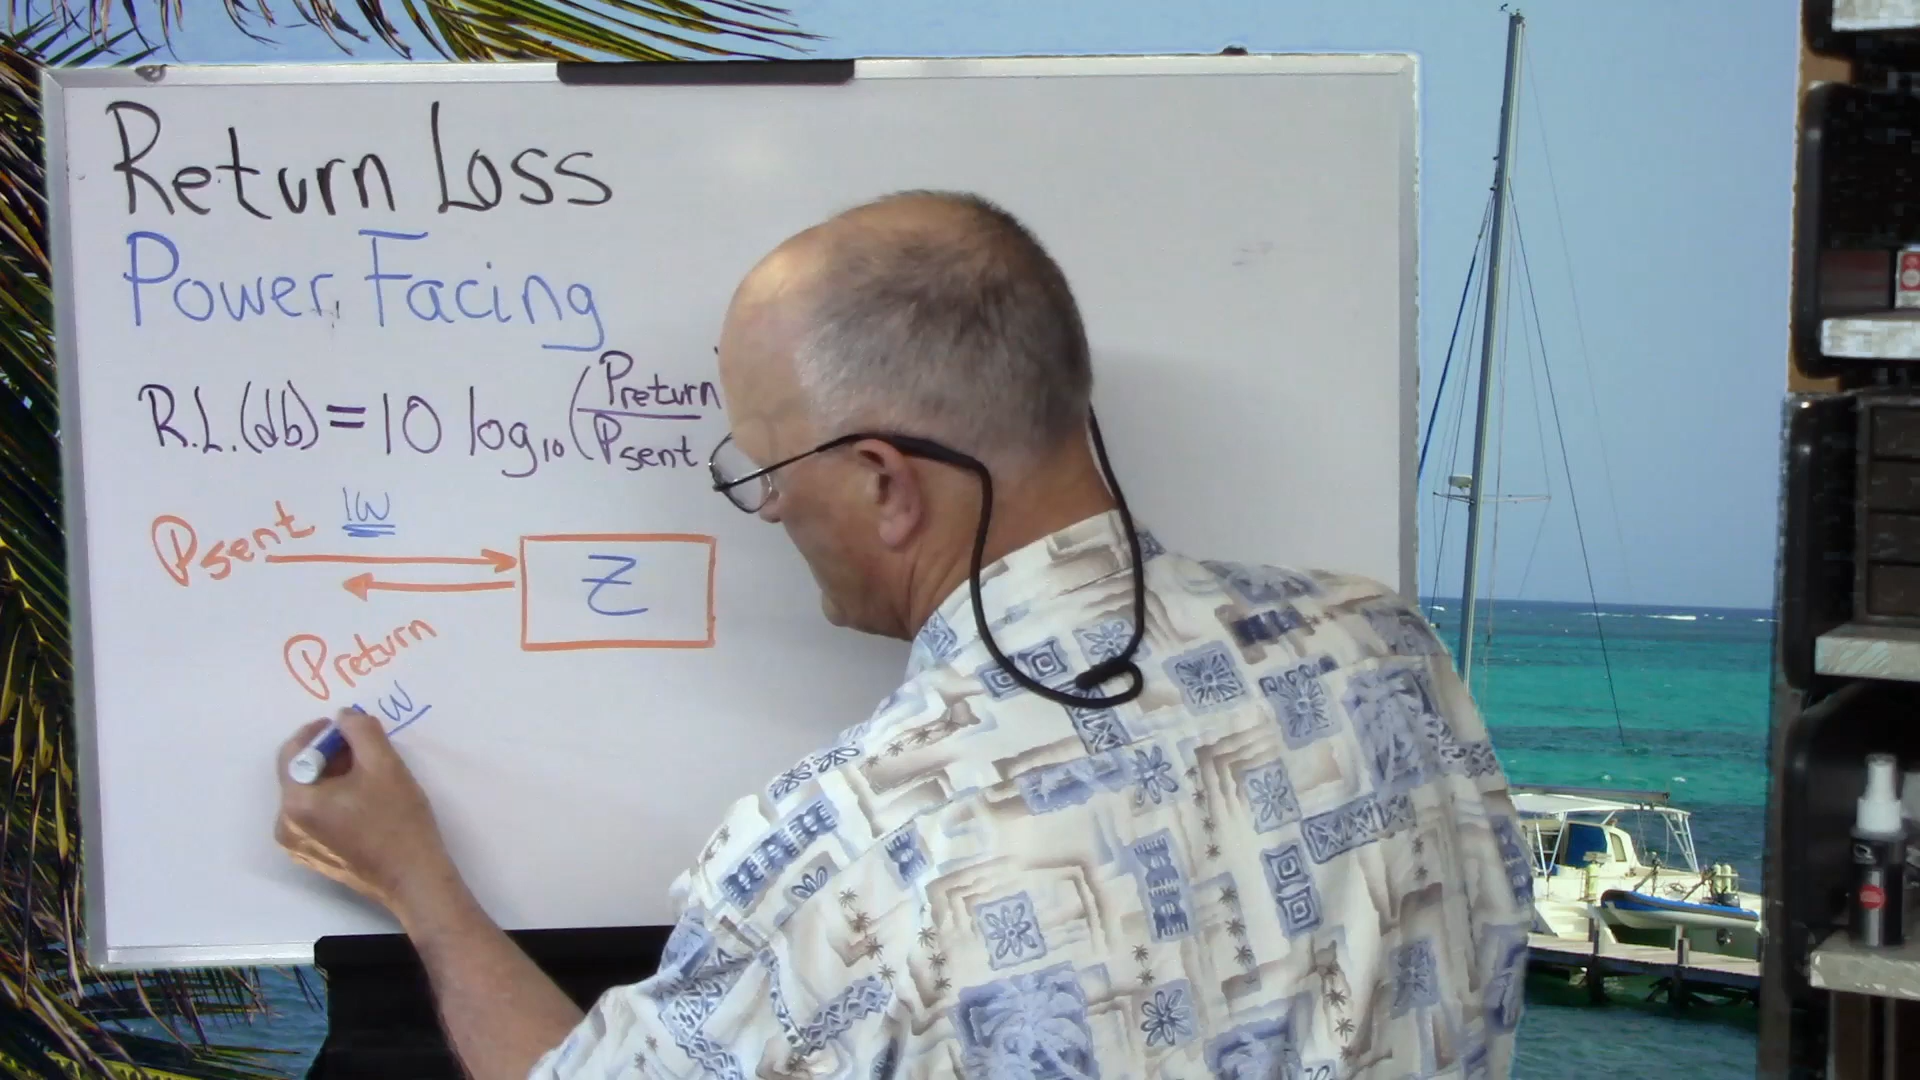 Return Loss
Power Facing
R.L.(db) = 10 log10 (Preturn / Psent
Psent 1W
Z
Preturn
W